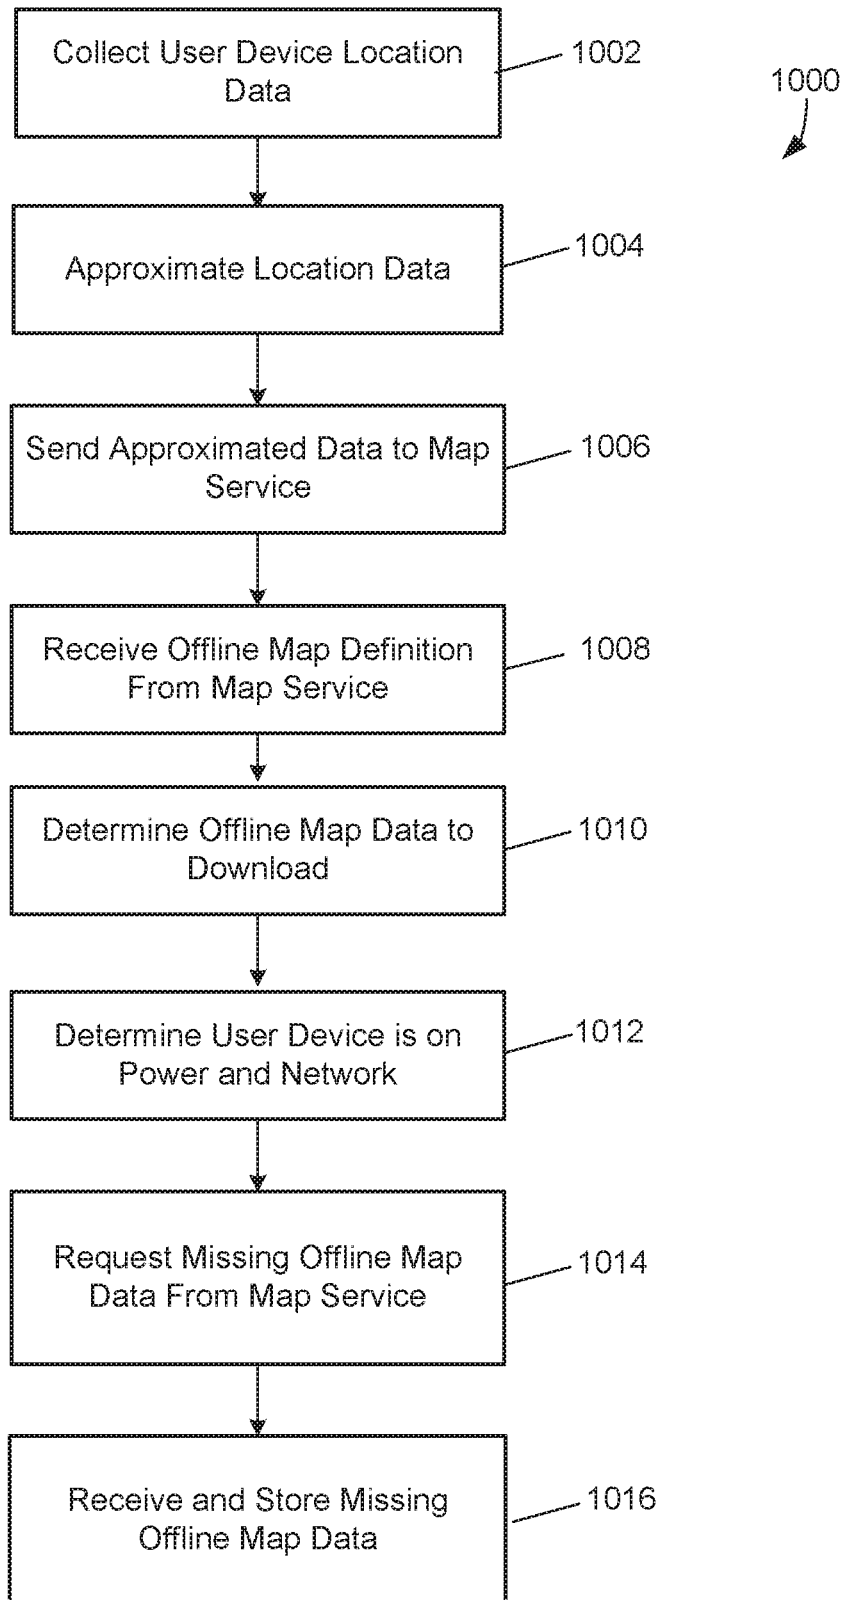 Collect User Device Location
Data
1002
1000
Approximate Location Data
1004
Send Approximated Data to Map
Service
1006
Receive Offline Map Definition
From Map Service
1008
Determine Offline Map Data to
Download
1010
Determine User Device is on
Power and Network
1012
Request Missing Offline Map
Data From Map Service
1014
Receive and Store Missing
Offline Map Data
1016